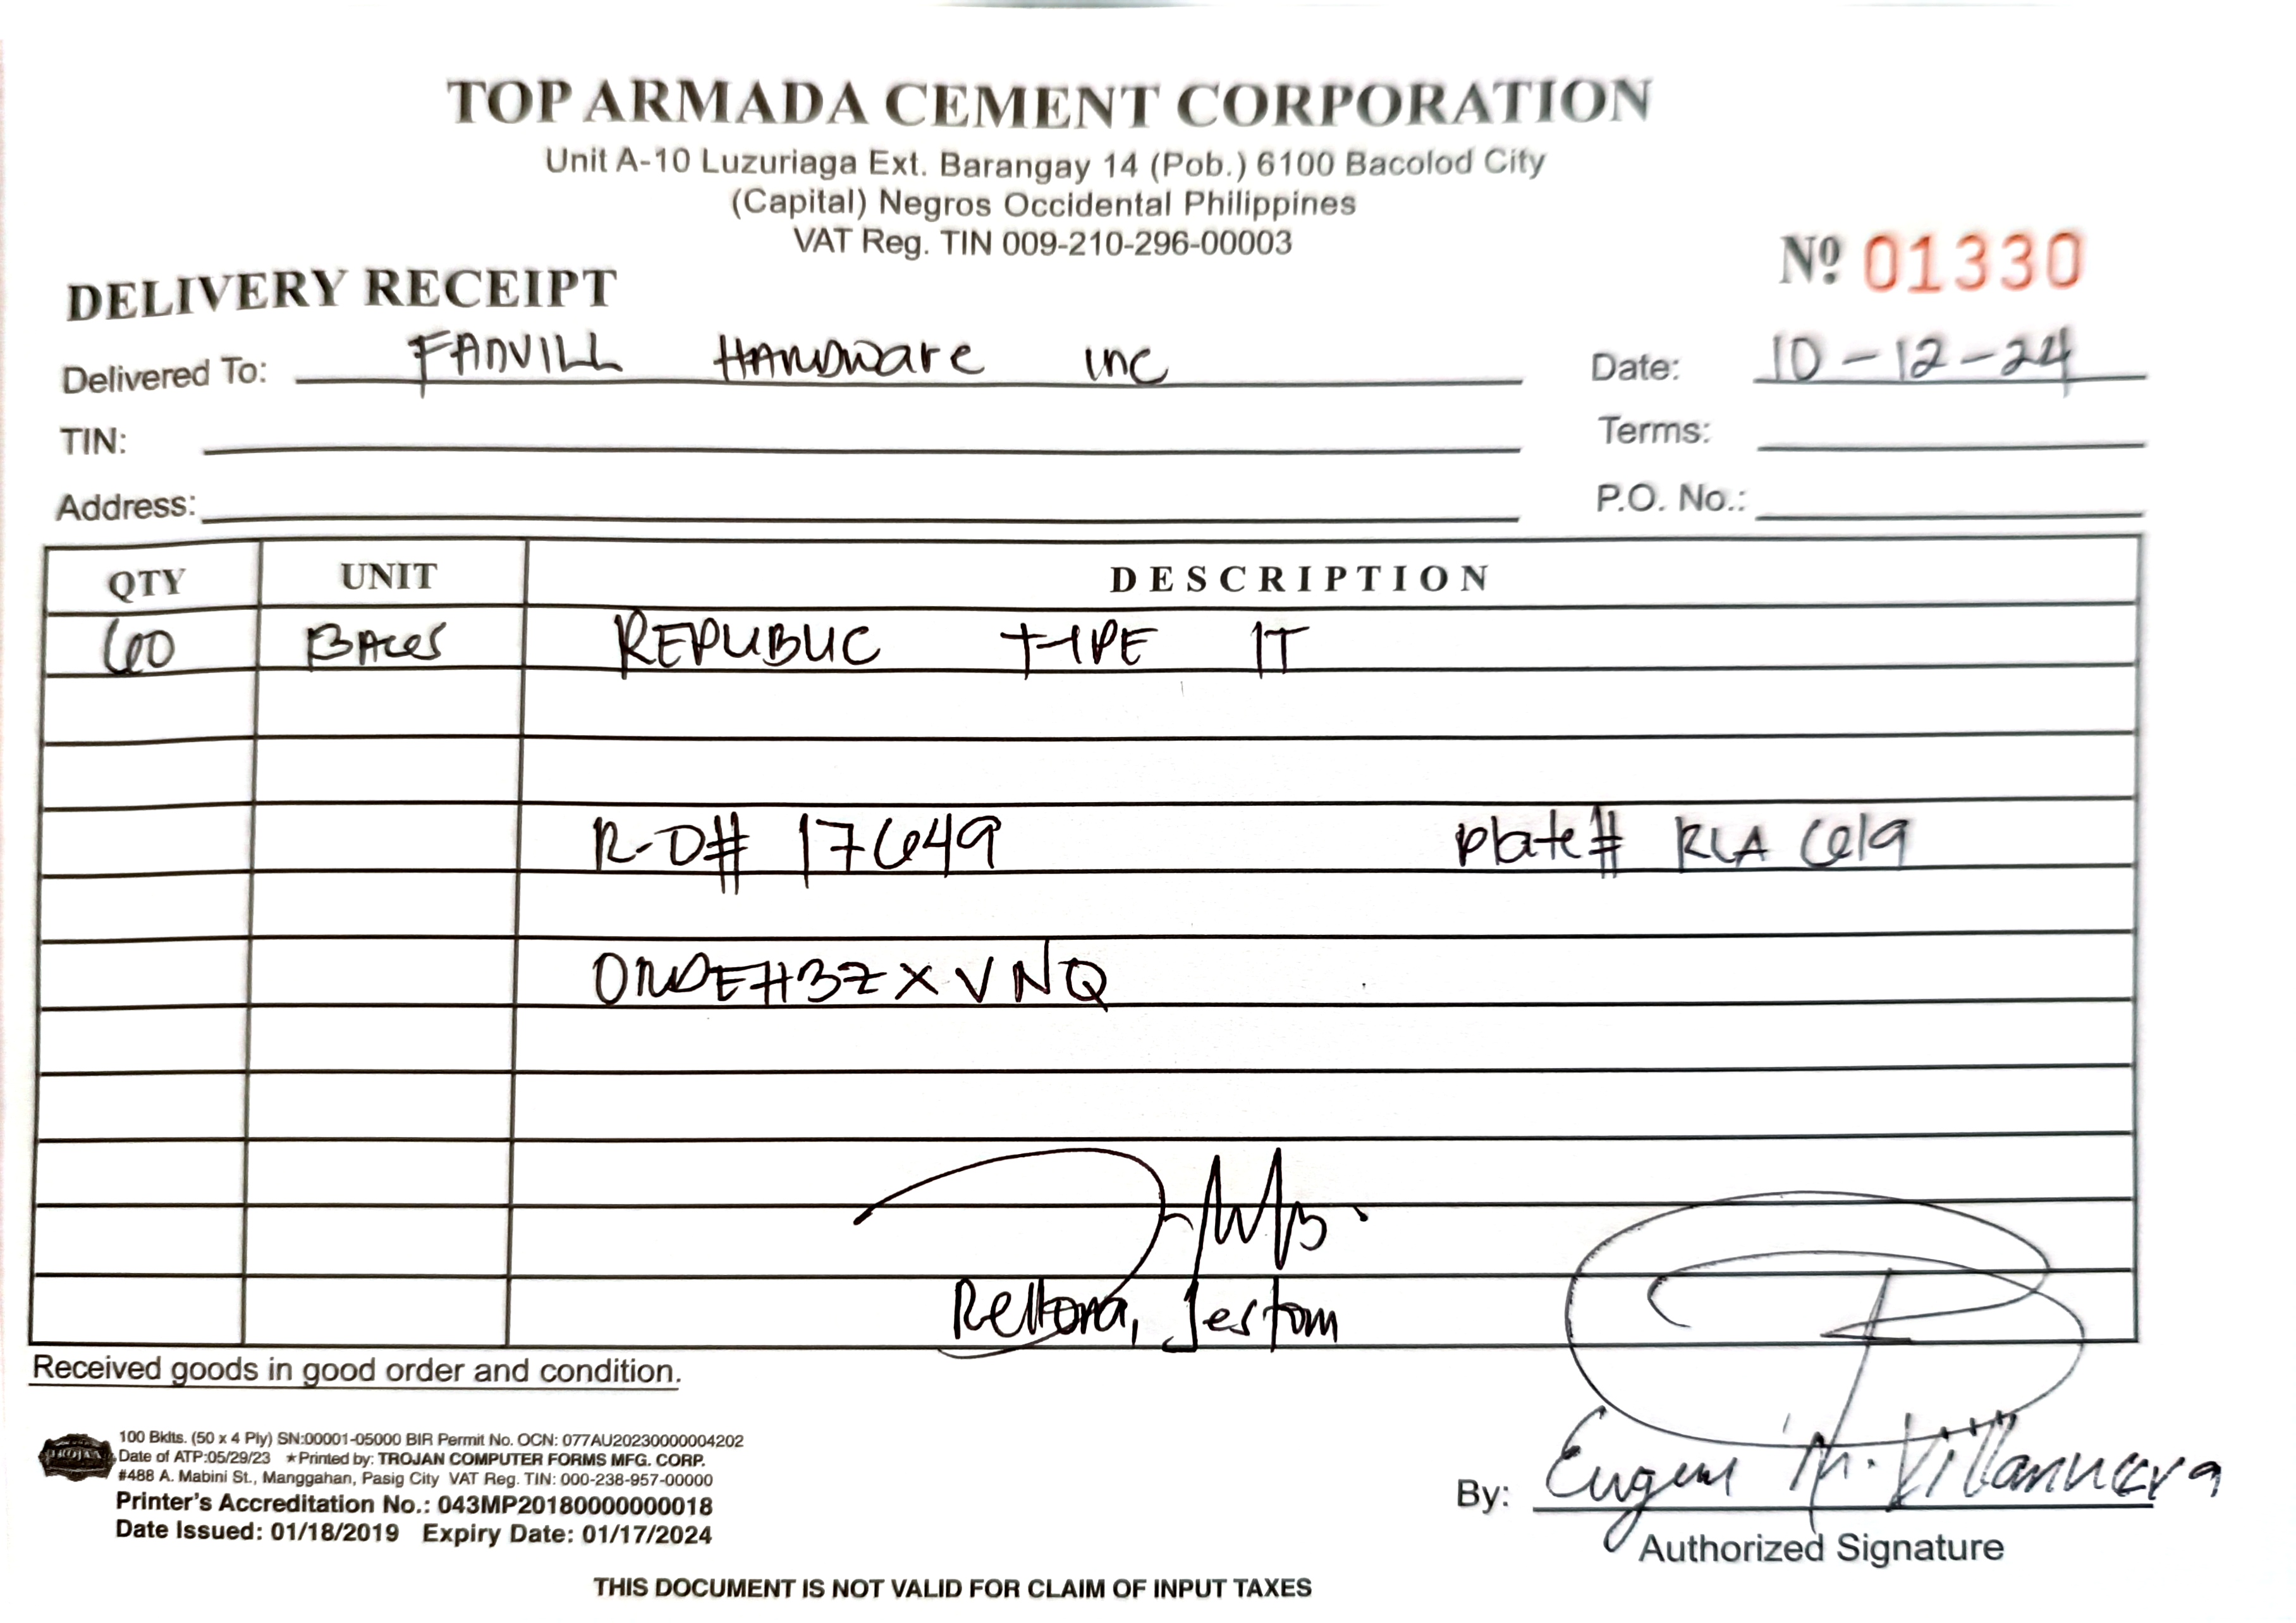 TOP ARMADA CEMENT CORPORATION
Unit A-10 Luzuriaga Ext. Barangay 14 (Pob.) 6100 Bacolod City
(Capital) Negros Occidental Philippines
VAT Reg. TIN 009-210-296-00003
Nº 01330
DELIVERY RECEIPT
Delivered To: FANVILL HARDWARE INC
Date: 10-12-24
TIN:
Terms:
Address:
P.O. No.:
QTY UNIT DESCRIPTION
60 REPUBLIC TYPE 1T
R-O# 17649 plate# RLA 619
3ZXVNQ
Rellora, Jestom
Received goods in good order and condition.
TROJAN
100 Bklts. (50 x 4 Ply) SN:00001-05000 BIR Permit No. OCN: 077AU20230000004202
Date of ATP:05/29/23 ★Printed by: TROJAN COMPUTER FORMS MFG. CORP.
#488 A. Mabini St., Manggahan, Pasig City VAT Reg. TIN: 000-238-957-00000
Printer's Accreditation No.: 043MP20180000000018
Date Issued: 01/18/2019 Expiry Date: 01/17/2024
By: Eugene M. Villanueva
Authorized Signature
THIS DOCUMENT IS NOT VALID FOR CLAIM OF INPUT TAXES